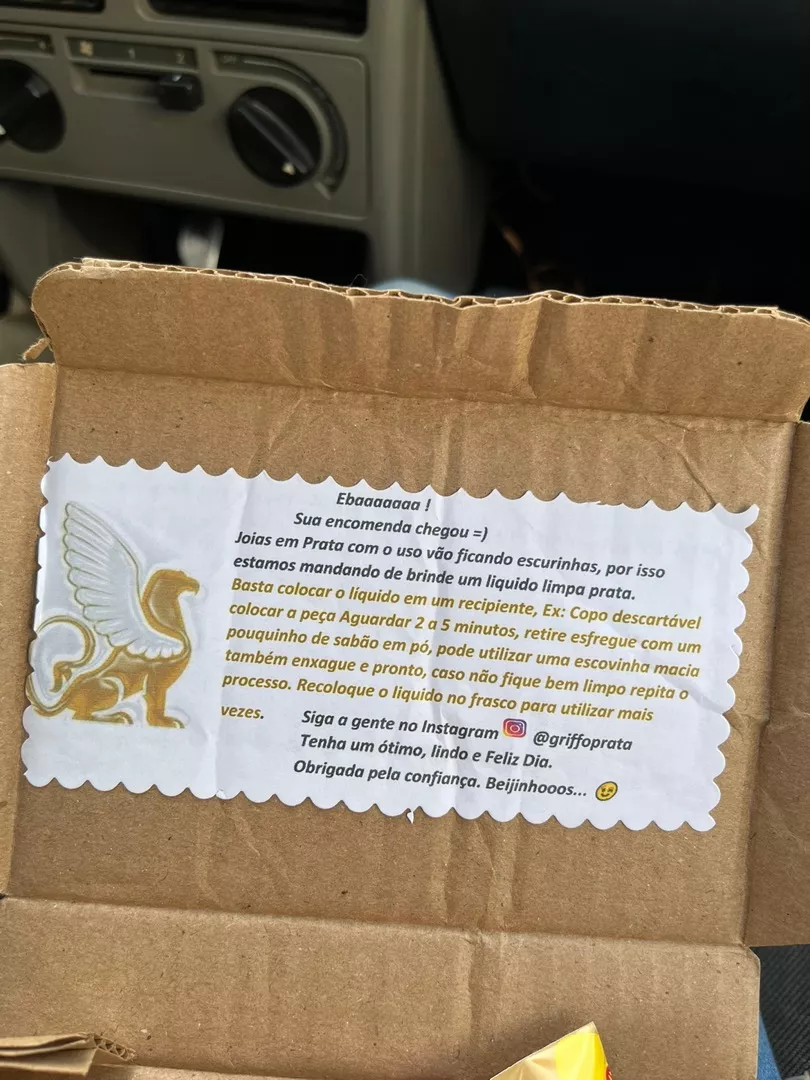 Ebaaaaaaa !
Sua encomenda chegou =)
Joias em Prata com o uso vão ficando escurinhas, por isso
estamos mandando de brinde um liquido limpa prata.
Basta colocar o líquido em um recipiente, Ex: Copo descartável
colocar a peça Aguardar 2 a 5 minutos, retire esfregue com um
pouquinho de sabão em pó, pode utilizar uma escovinha macia
também enxague e pronto, caso não fique bem limpo repita o
processo. Recoloque o liquido no frasco para utilizar mais
vezes.
Siga a gente no Instagram @griffoprata
Tenha um ótimo, lindo e Feliz Dia.
Obrigada pela confiança. Beijinhooos... 😉
1 2